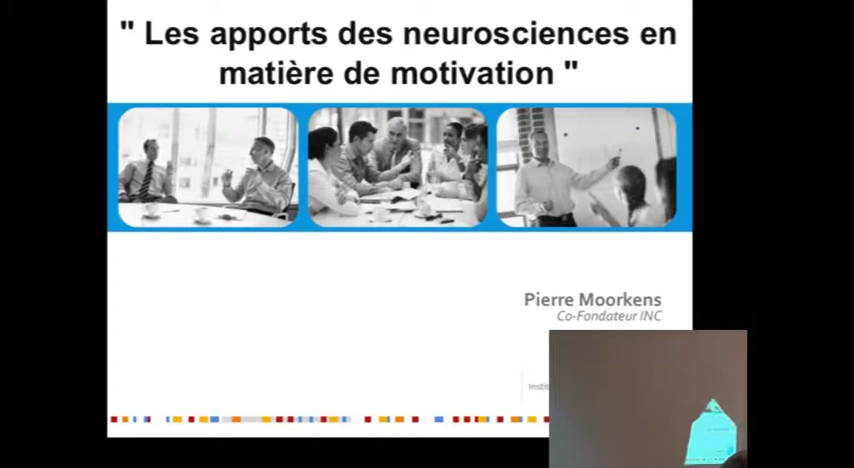 " Les apports des neurosciences en
matière de motivation "
Pierre Moorkens
Co-Fondateur INC